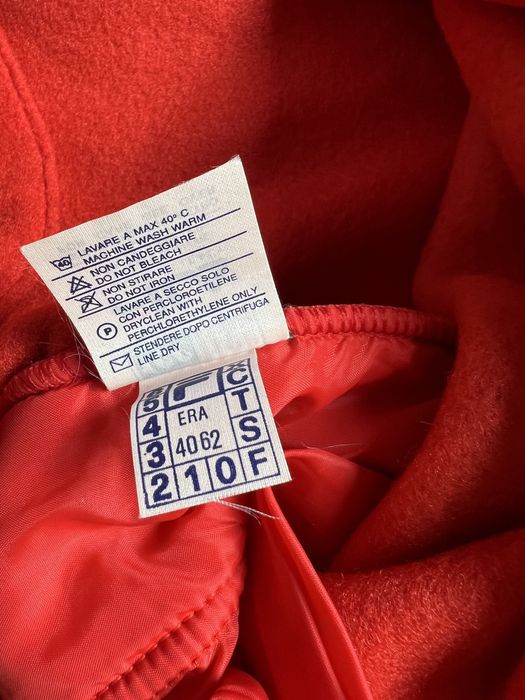 40
LAVARE A MAX 40° C
MACHINE WASH WARM
NON CANDEGGIARE
DO NOT BLEACH
NON STIRARE
DO NOT IRON
LAVARE A SECCO SOLO
CON PERCLOROETILENE
P
DRYCLEAN WITH
PERCHLORETHYLENE ONLY
STENDERE DOPO CENTRIFUGA
LINE DRY
5 F C
4 ERA T
3 4062 S
2 1 0 F